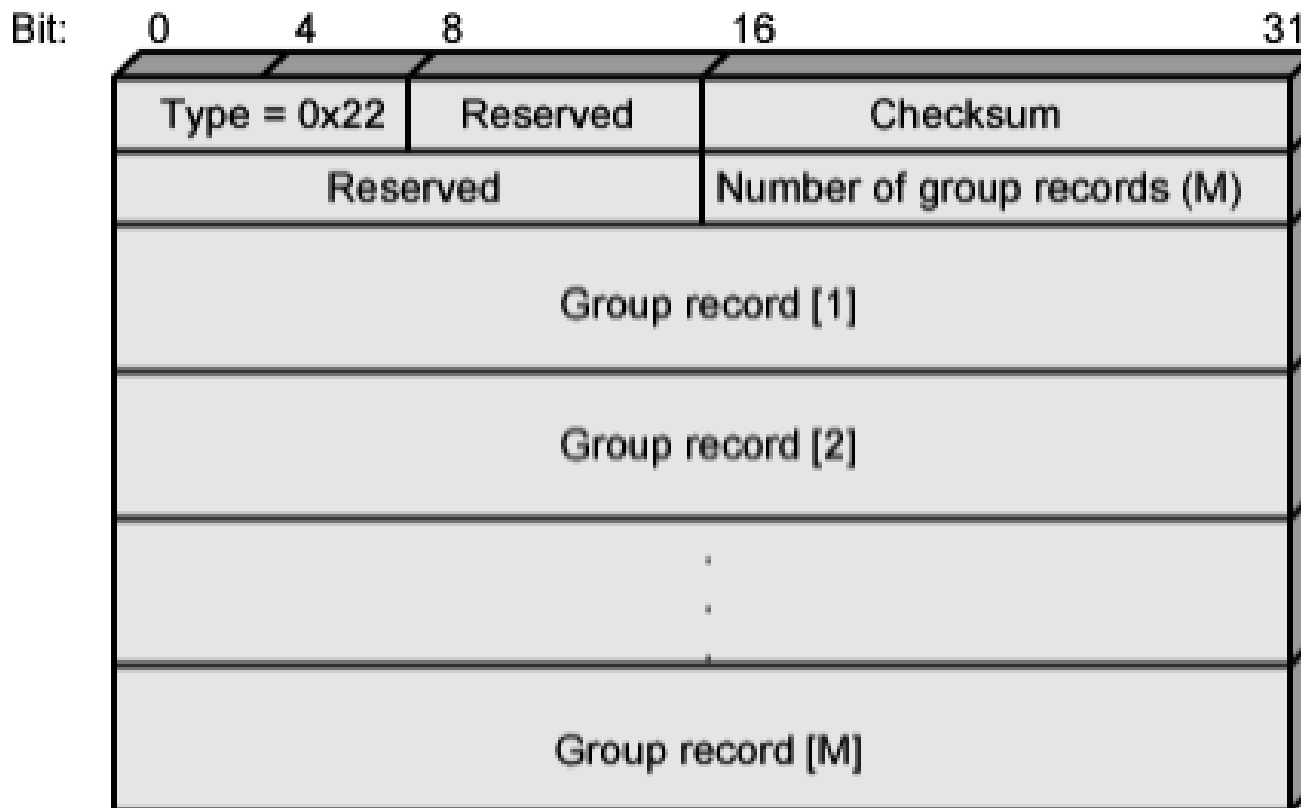 Bit: 0 4 8 16 31
Type = 0x22 Reserved Checksum
Reserved Number of group records (M)
Group record [1]
Group record [2]
Group record [M]